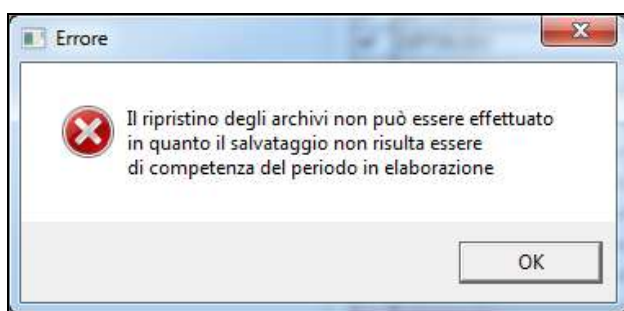 Errore
Il ripristino degli archivi non può essere effettuato
in quanto il salvataggio non risulta essere
di competenza del periodo in elaborazione
OK